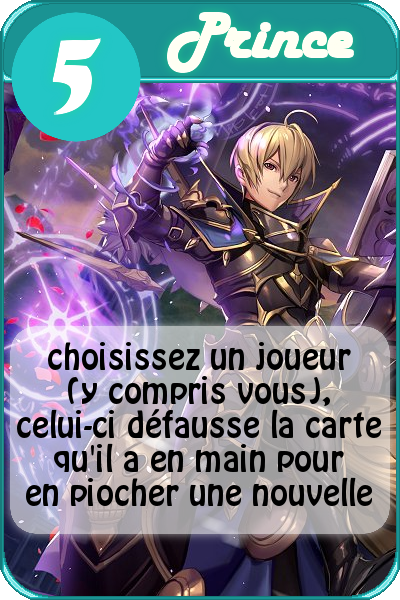 5
Prince
choisissez un joueur
(y compris vous),
celui-ci défausse la carte
qu'il a en main pour
en piocher une nouvelle